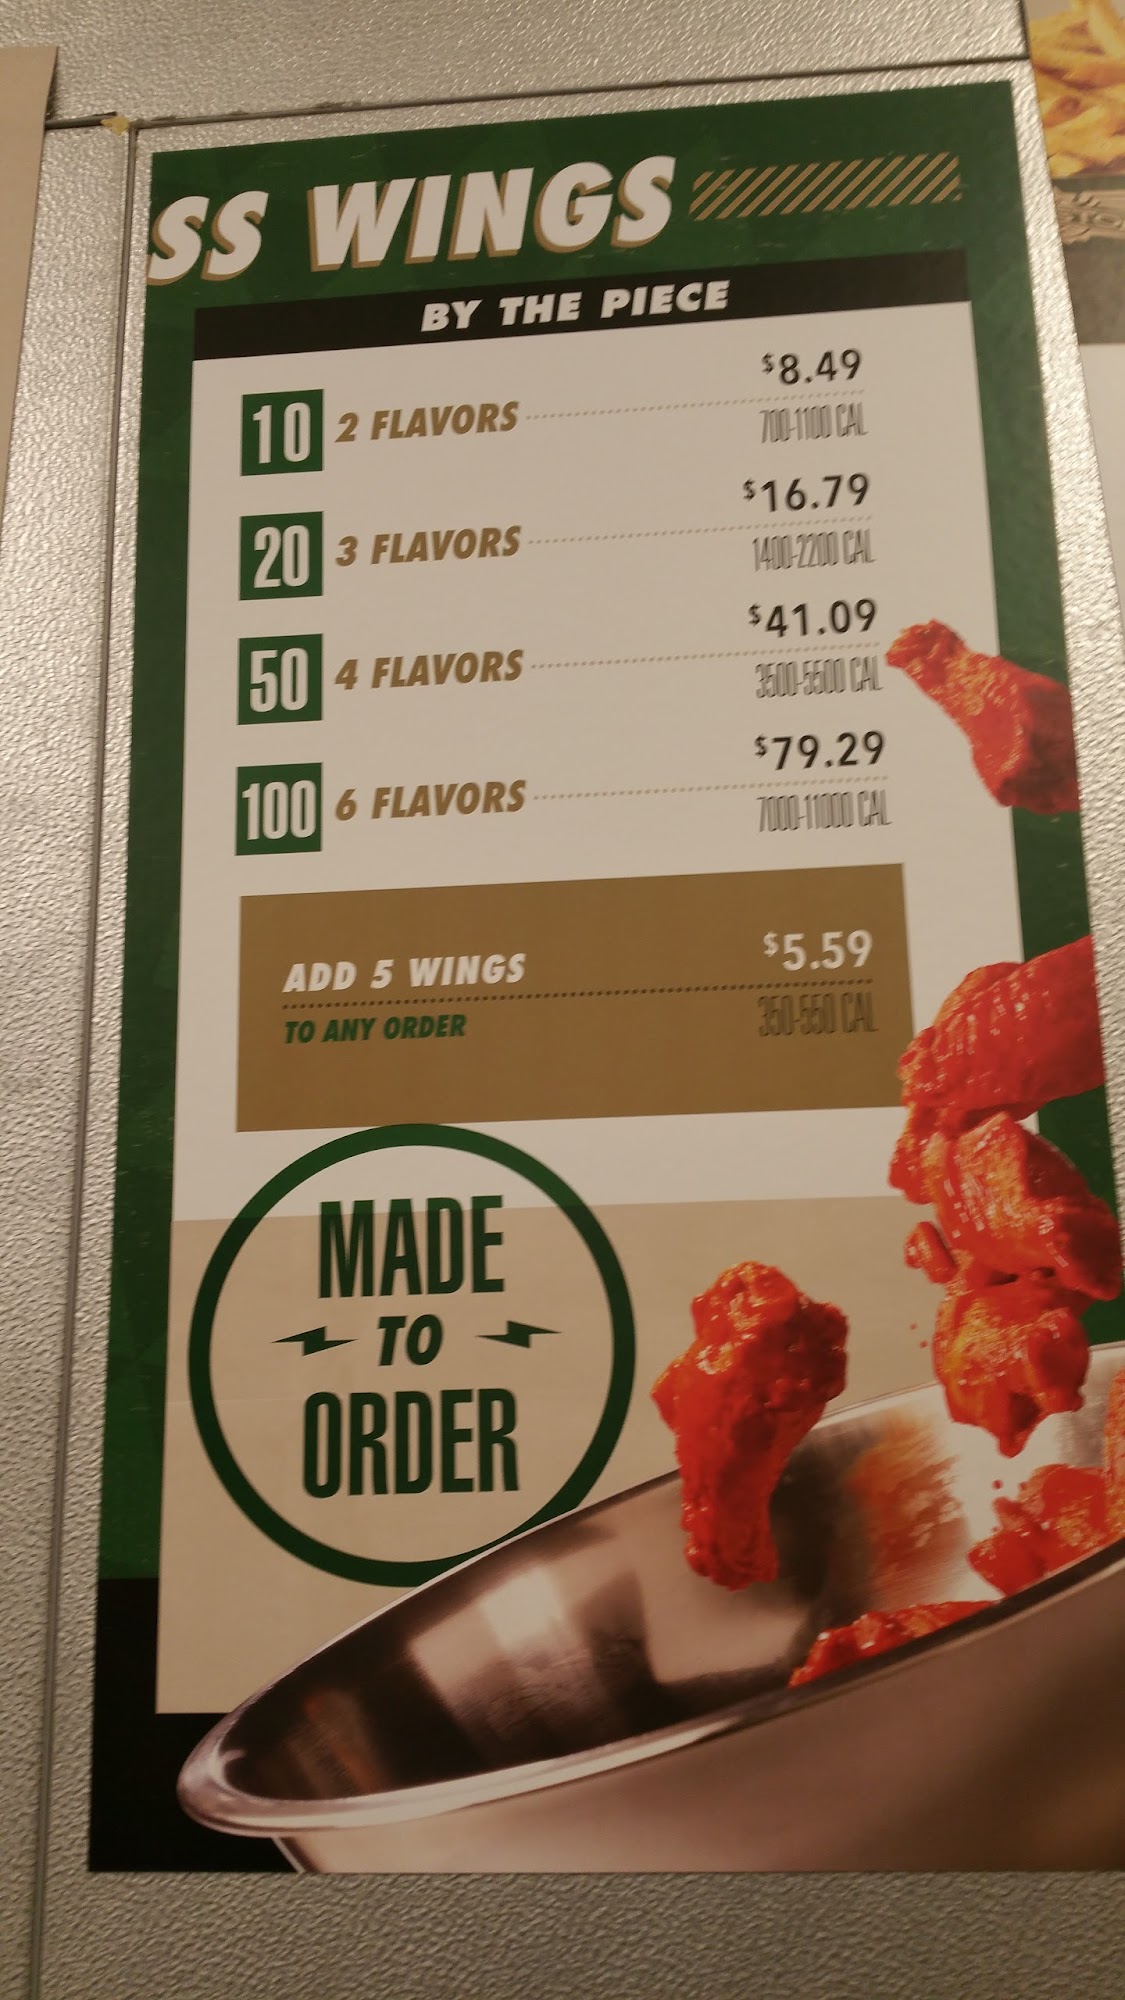 SS WINGS
BY THE PIECE
10 2 FLAVORS $8.49
700-1100 CAL
20 3 FLAVORS $16.79
1400-2200 CAL
50 4 FLAVORS $41.09
3500-5500 CAL
100 6 FLAVORS $79.29
7000-11000 CAL
ADD 5 WINGS $5.59
TO ANY ORDER 350-550 CAL
MADE
TO
ORDER